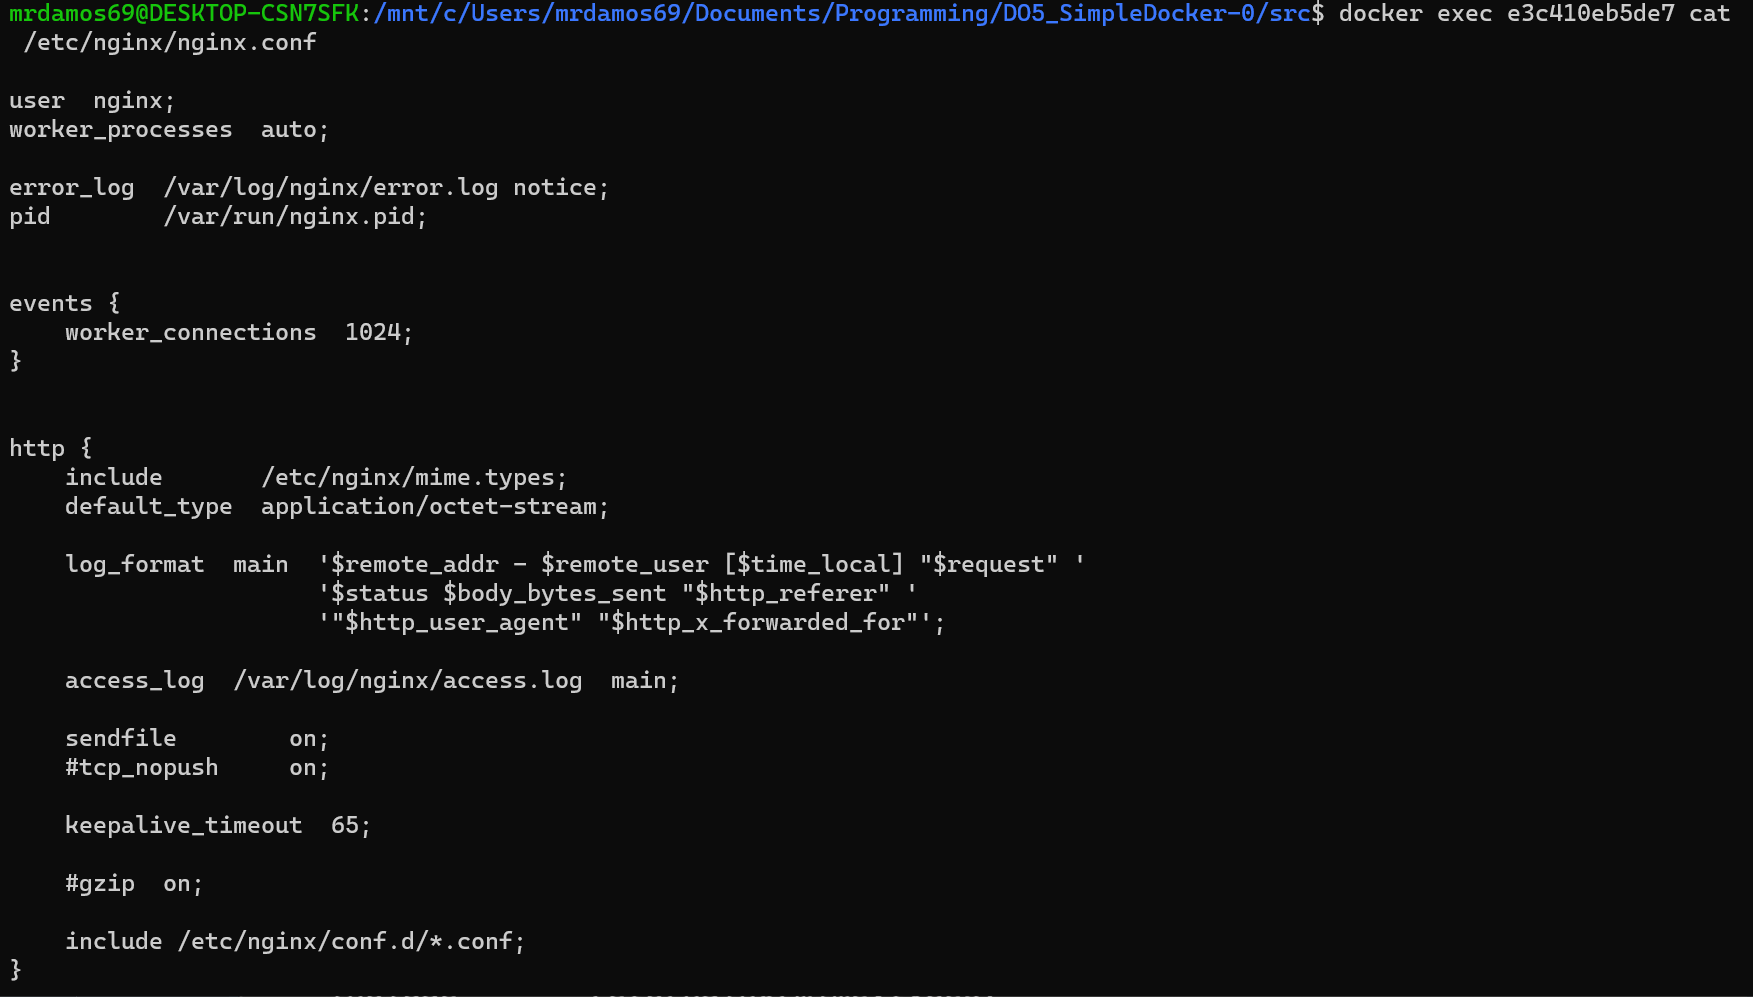 mrdamos69@DESKTOP-CSN7SFK:/mnt/c/Users/mrdamos69/Documents/Programming/DO5_SimpleDocker-0/src$ docker exec e3c410eb5de7 cat
 /etc/nginx/nginx.conf

user  nginx;
worker_processes  auto;

error_log  /var/log/nginx/error.log notice;
pid        /var/run/nginx.pid;


events {
    worker_connections  1024;
}


http {
    include       /etc/nginx/mime.types;
    default_type  application/octet-stream;

    log_format  main  '$remote_addr - $remote_user [$time_local] "$request" '
                      '$status $body_bytes_sent "$http_referer" '
                      '"$http_user_agent" "$http_x_forwarded_for"';

    access_log  /var/log/nginx/access.log  main;

    sendfile        on;
    #tcp_nopush     on;

    keepalive_timeout  65;

    #gzip  on;

    include /etc/nginx/conf.d/*.conf;
}